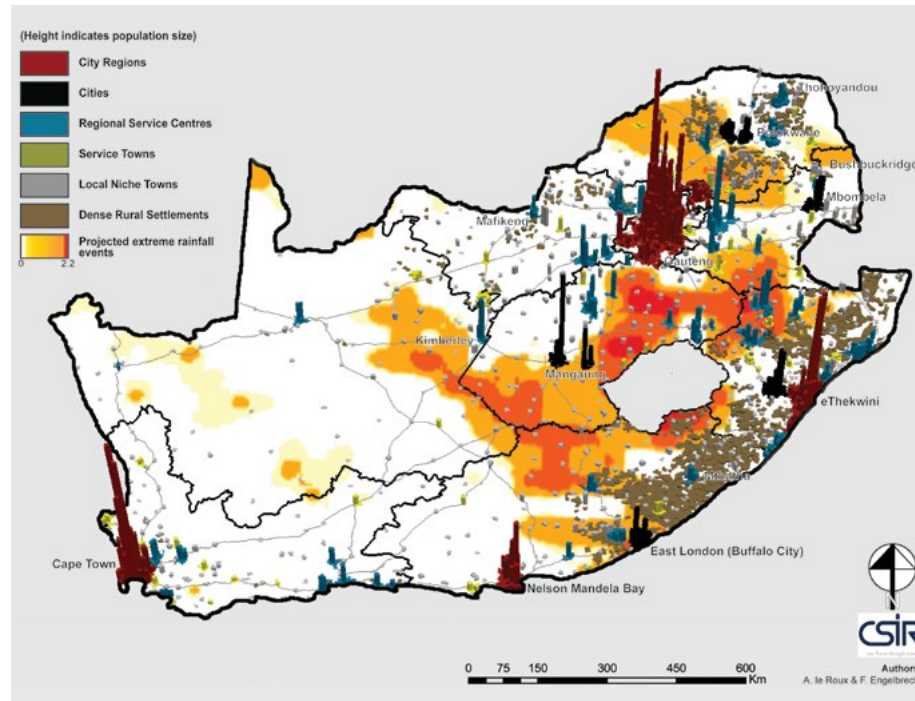 (Height indicates population size)
City Regions
Cities
Regional Service Centres
Service Towns
Local Niche Towns
Dense Rural Settlements
Projected extreme rainfall
events
0 2.2
Thohoyandou
Polokwane
Bushbuckridge
Mbombela
Mafikeng
Gauteng
Kimberley
Mangaung
eThekwini
East London (Buffalo City)
Cape Town
Nelson Mandela Bay
N
CSIR
0 75 150 300 450 600
Km
Author
A. le Roux & F. Engelbrech